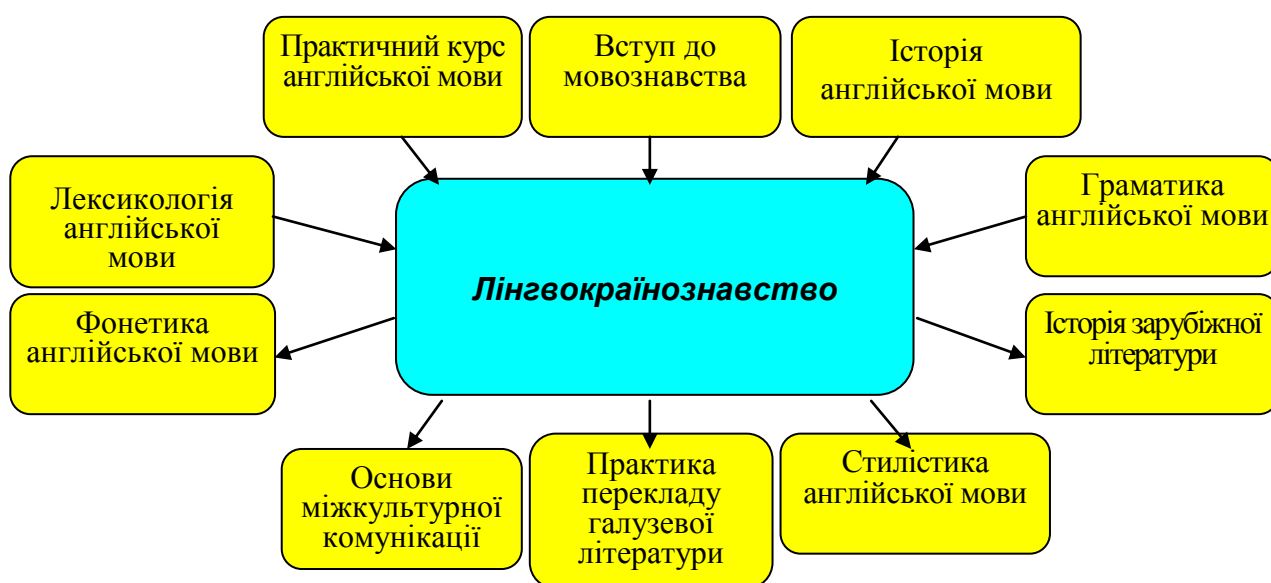 Практичний курс
англійської мови
Вступ до
мовознавства
Історія
англійської мови
Лексикологія
англійської
мови
Граматика
англійської мови
Лінгвокраїнознавство
Фонетика
англійської мови
Історія зарубіжної
літератури
Основи
міжкультурної
комунікації
Практика
перекладу
галузевої
літератури
Стилістика
англійської мови